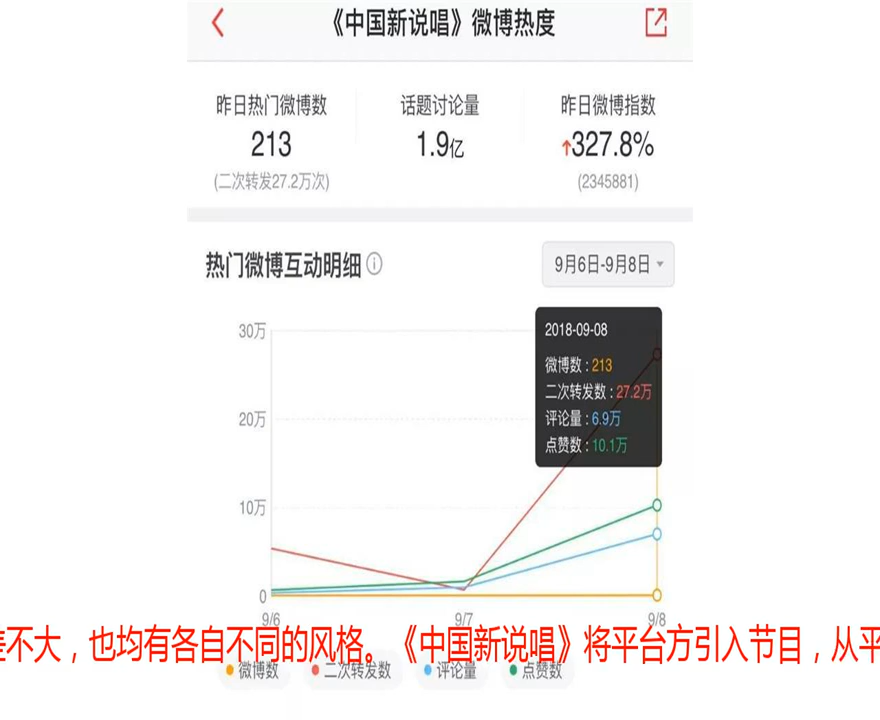 《中国新说唱》微博热度
昨日热门微博数
话题讨论量
昨日微博指数
213
1.9亿
↑327.8%
(二次转发27.2万次)
(2345881)
热门微博互动明细
9月6日-9月8日
30万
20万
10万
0
2018-09-08
微博数 : 213
二次转发数 : 27.2万
评论量 : 6.9万
点赞数 : 10.1万
9/6
9/7
9/8
不大，也均有各自不同的风格。《中国新说唱》将平台方引入节目，从平
微博数
二次转发数
评论量
点赞数